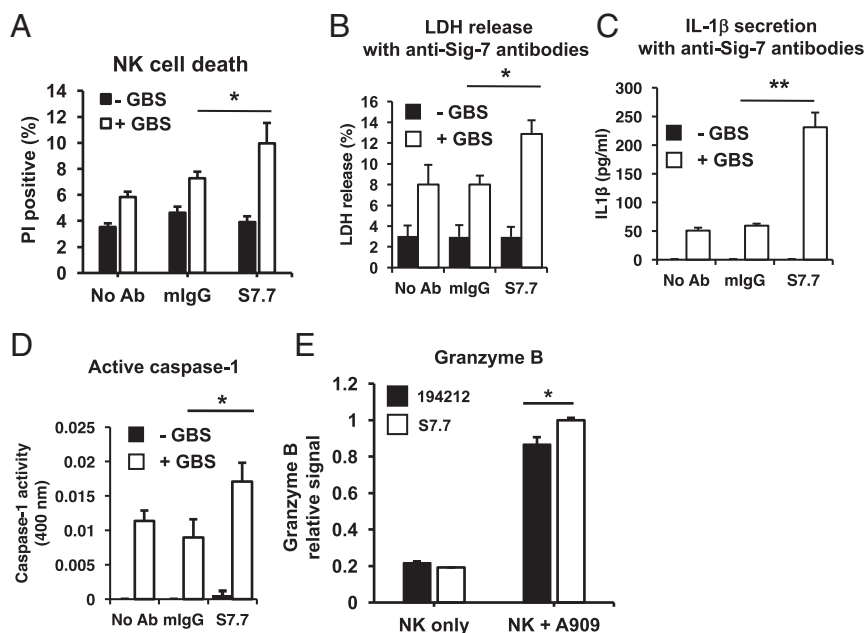 A
NK cell death
- GBS
+ GBS
*
PI positive (%)
14
12
10
8
6
4
2
0
No Ab mIgG S7.7
B
LDH release
with anti-Sig-7 antibodies
*
- GBS
+ GBS
LDH release (%)
16
14
12
10
8
6
4
2
0
No Ab mIgG S7.7
C
IL-1β secretion
with anti-Sig-7 antibodies
**
- GBS
+ GBS
IL1β (pg/ml)
300
250
200
150
100
50
0
No Ab mIgG S7.7
D
Active caspase-1
*
- GBS
+ GBS
Caspase-1 activity
(400 nm)
0.025
0.02
0.015
0.01
0.005
0
No Ab mIgG S7.7
E
Granzyme B
194212
S7.7
*
Granzyme B
relative signal
1.2
1
0.8
0.6
0.4
0.2
0
NK only NK + A909